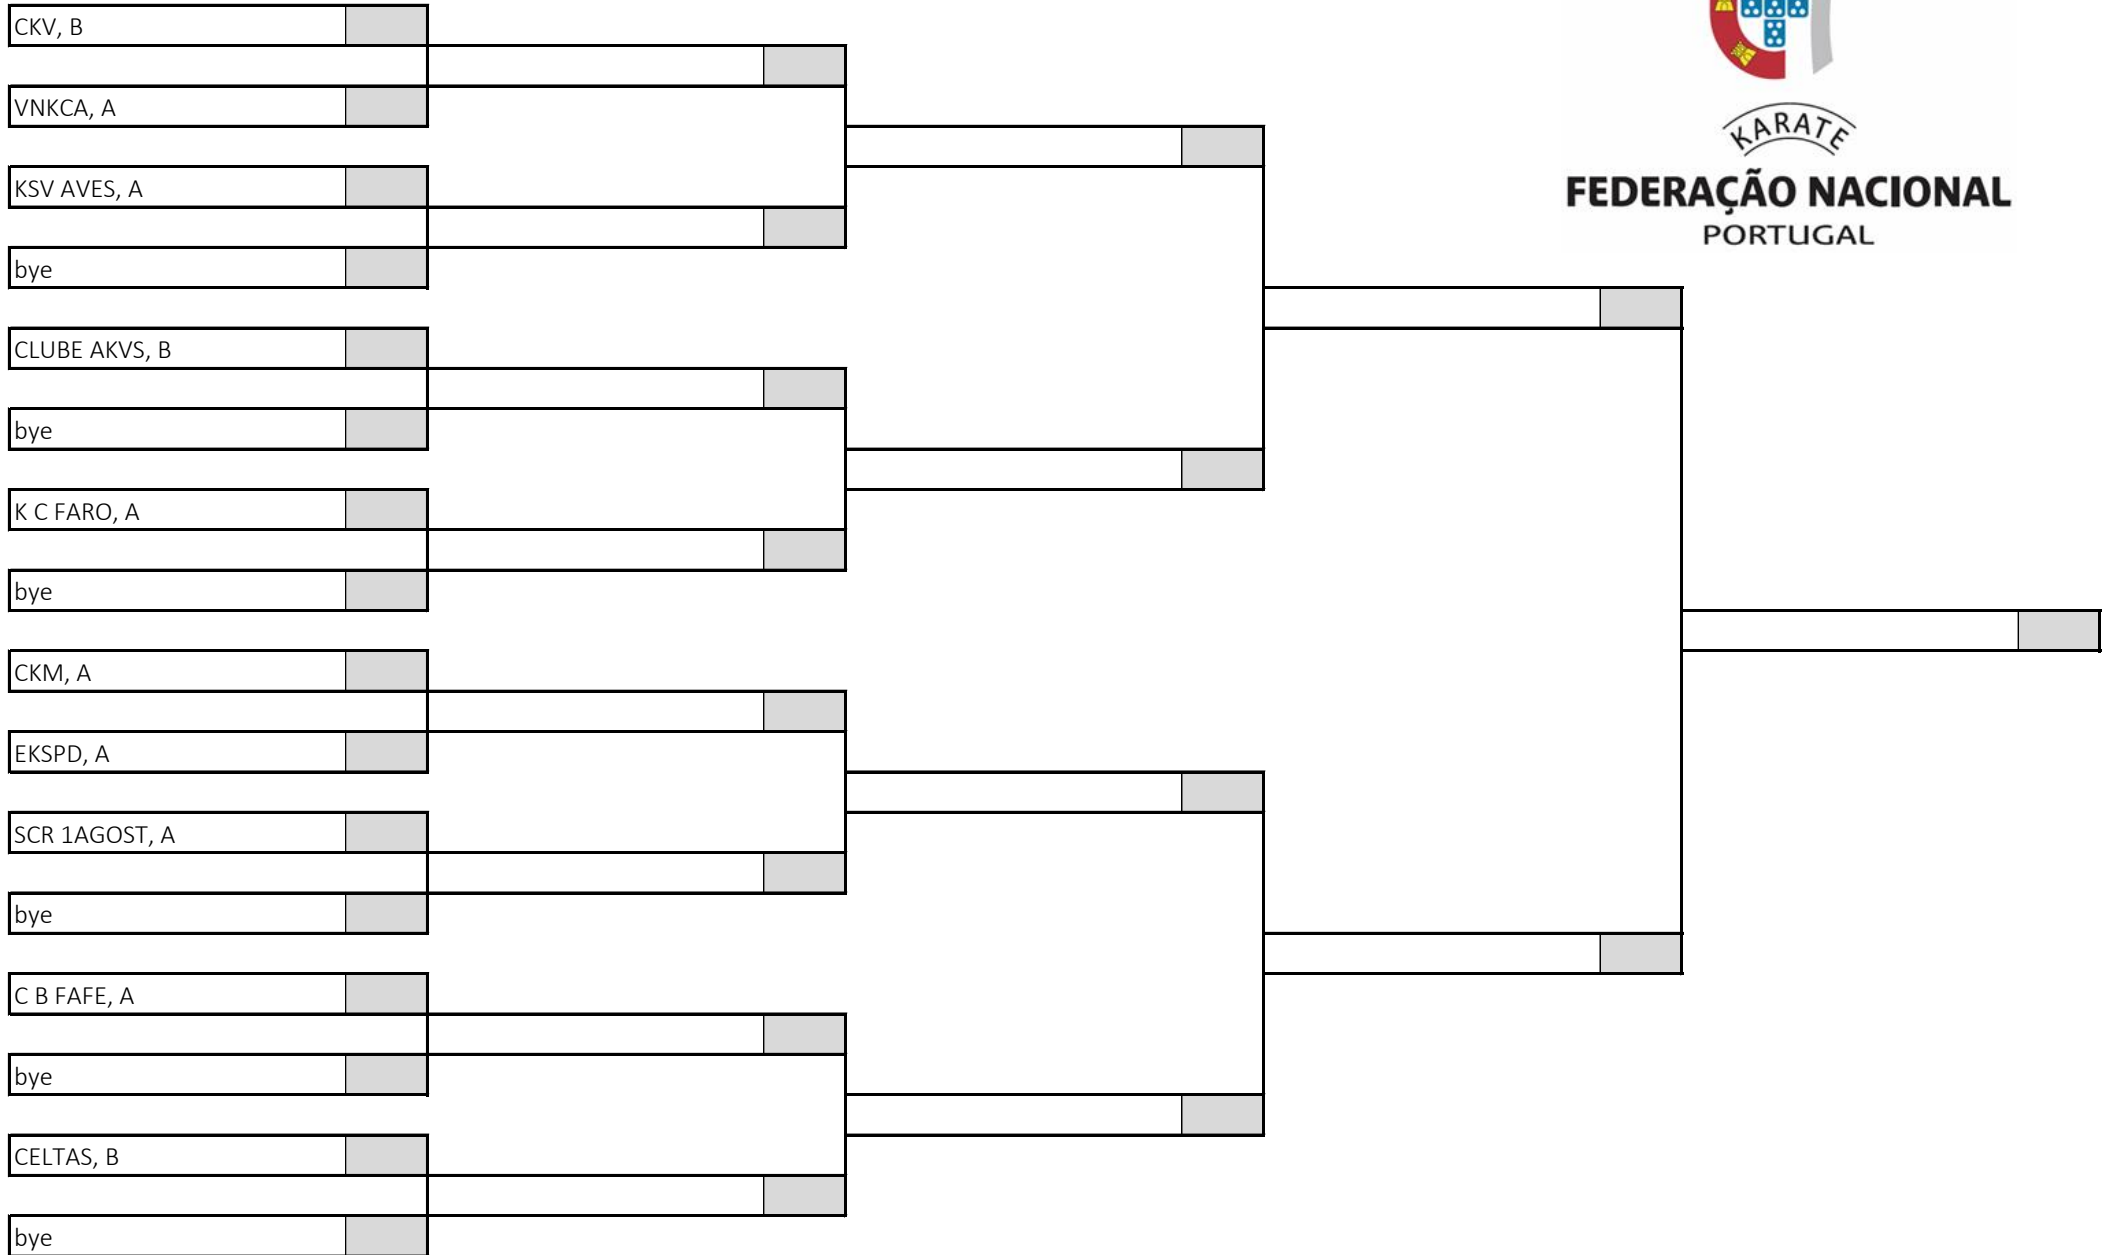 CKV, B
VNKCA, A
KSV AVES, A
bye
CLUBE AKVS, B
bye
K C FARO, A
bye
CKM, A
EKSPD, A
SCR 1AGOST, A
bye
C B FAFE, A
bye
CELTAS, B
bye
KARATE
FEDERAÇÃO NACIONAL
PORTUGAL